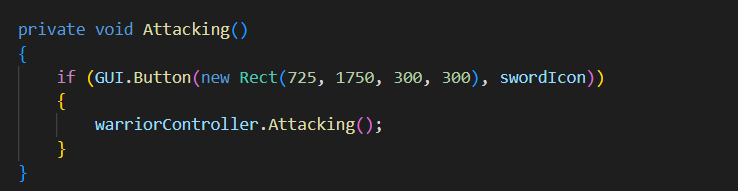 private void Attacking()
{
if (GUI.Button(new Rect(725, 1750, 300, 300), swordIcon))
{
warriorController.Attacking();
}
}